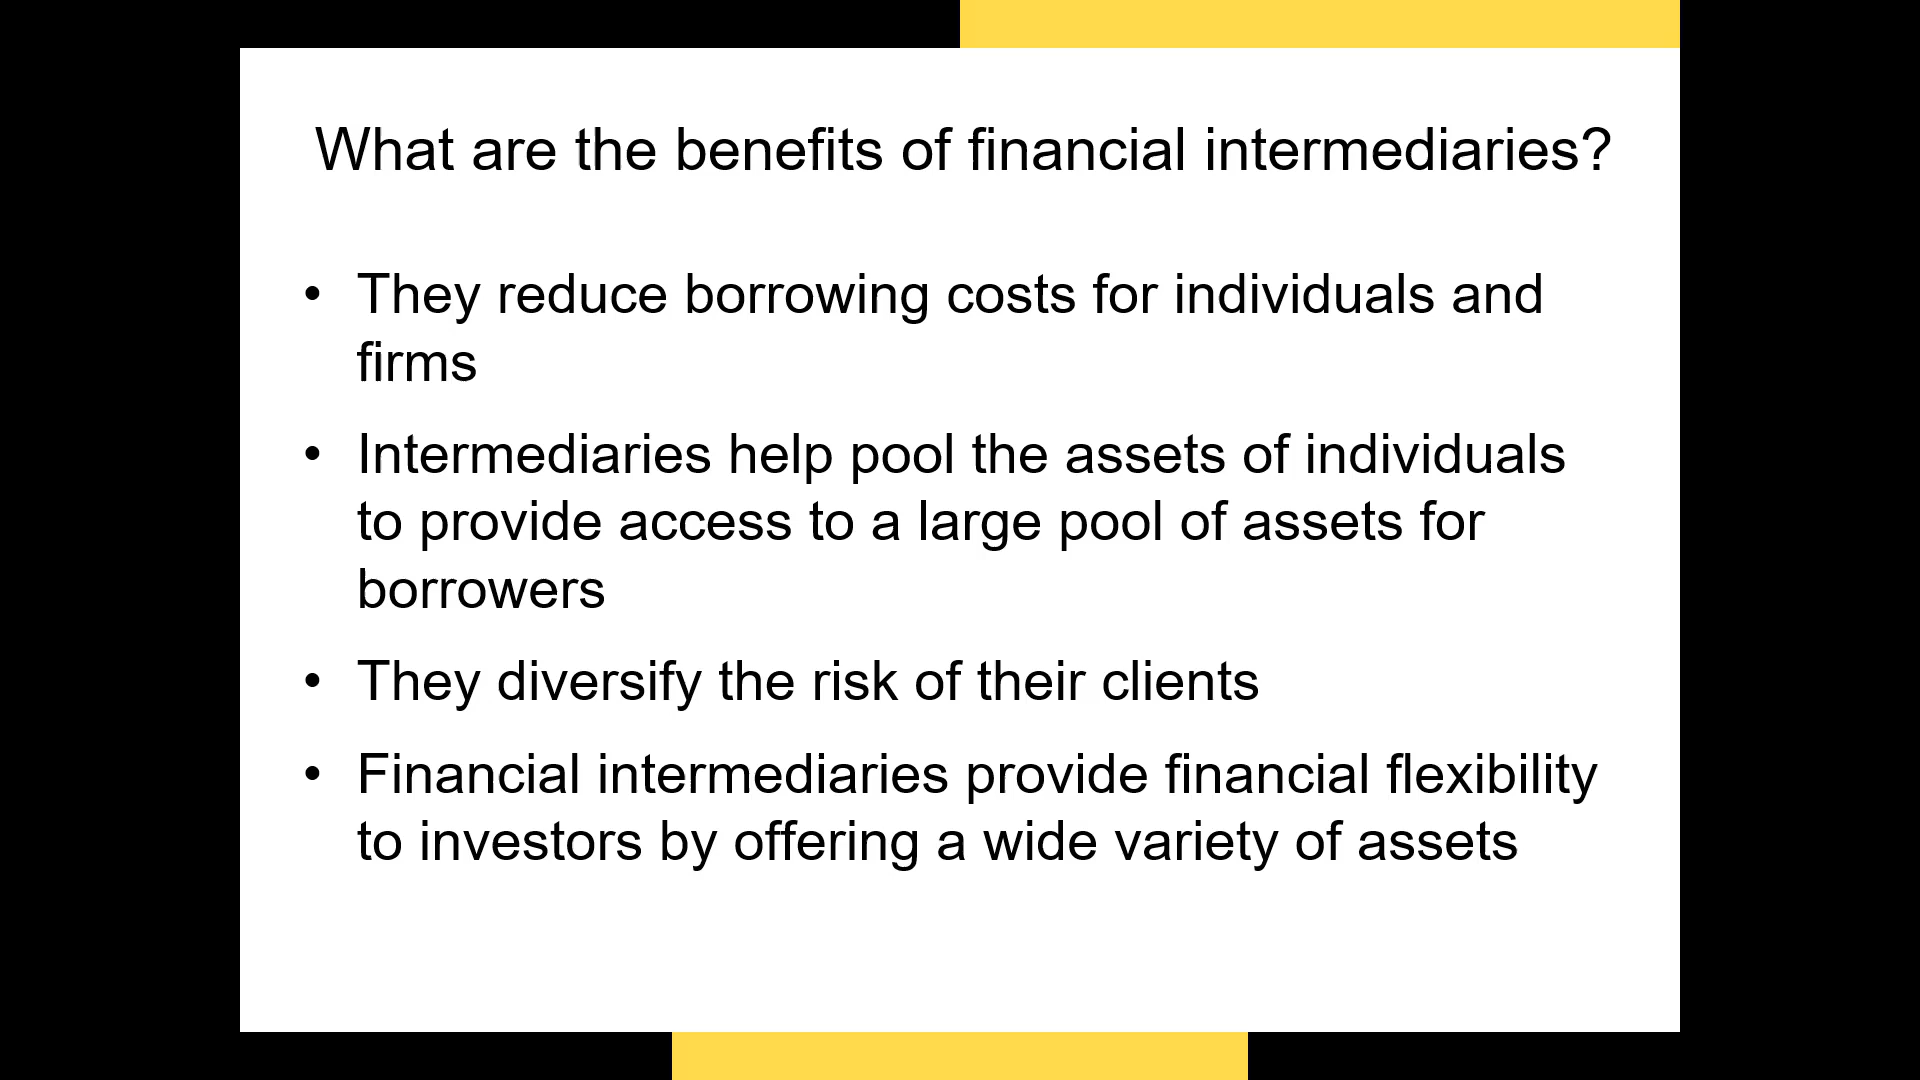 What are the benefits of financial intermediaries?
• They reduce borrowing costs for individuals and
firms
• Intermediaries help pool the assets of individuals
to provide access to a large pool of assets for
borrowers
• They diversify the risk of their clients
• Financial intermediaries provide financial flexibility
to investors by offering a wide variety of assets